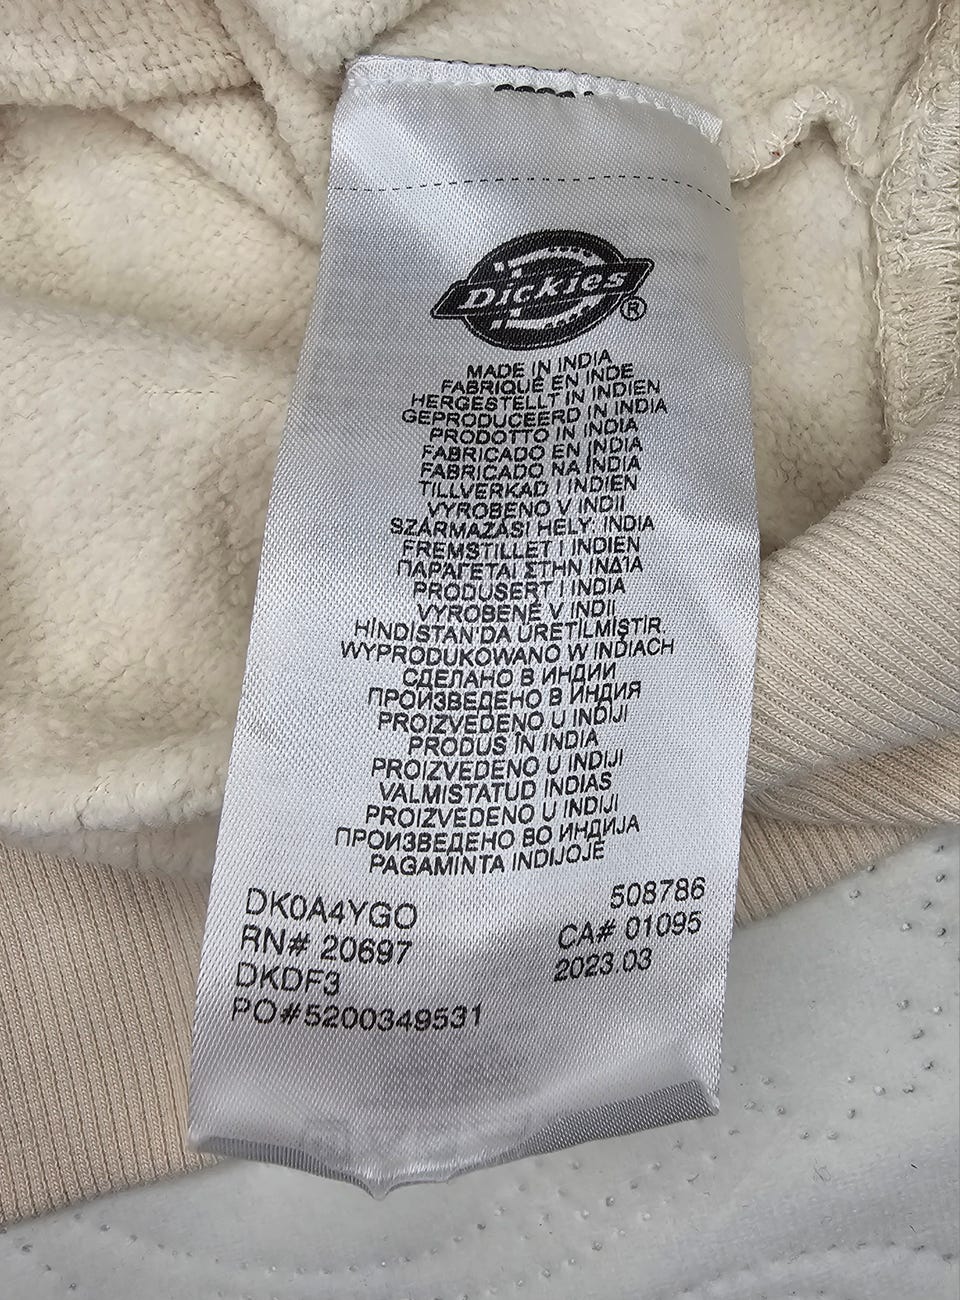 Dickies®
MADE IN INDIA
FABRIQUÉ EN INDE
HERGESTELLT IN INDIEN
GEPRODUCEERD IN INDIA
PRODOTTO IN INDIA
FABRICADO EN INDIA
FABRICADO NA ÍNDIA
TILLVERKAD I INDIEN
VYROBENO V INDII
SZÁRMAZÁSI HELY: INDIA
FREMSTILLET I INDIEN
ΠΑΡΑΓΕΤΑΙ ΣΤΗΝ ΙΝΔΊΑ
PRODUSERT I INDIA
VYROBENÉ V INDII
HİNDİSTAN'DA ÜRETİLMİŞTİR
WYPRODUKOWANO W INDIACH
СДЕЛАНО В ИНДИИ
ПРОИЗВЕДЕНО В ИНДИЯ
PROIZVEDENO U INDIJI
PRODUS ÎN INDIA
PROIZVEDENO U INDIJI
VALMISTATUD INDIAS
PROIZVEDENO U INDIJI
ПРОИЗВЕДЕНО ВО ИНДИЈА
PAGAMINTA INDIJOJE
DK0A4YGO 508786
RN# 20697 CA# 01095
DKDF3 2023.03
PO#5200349531